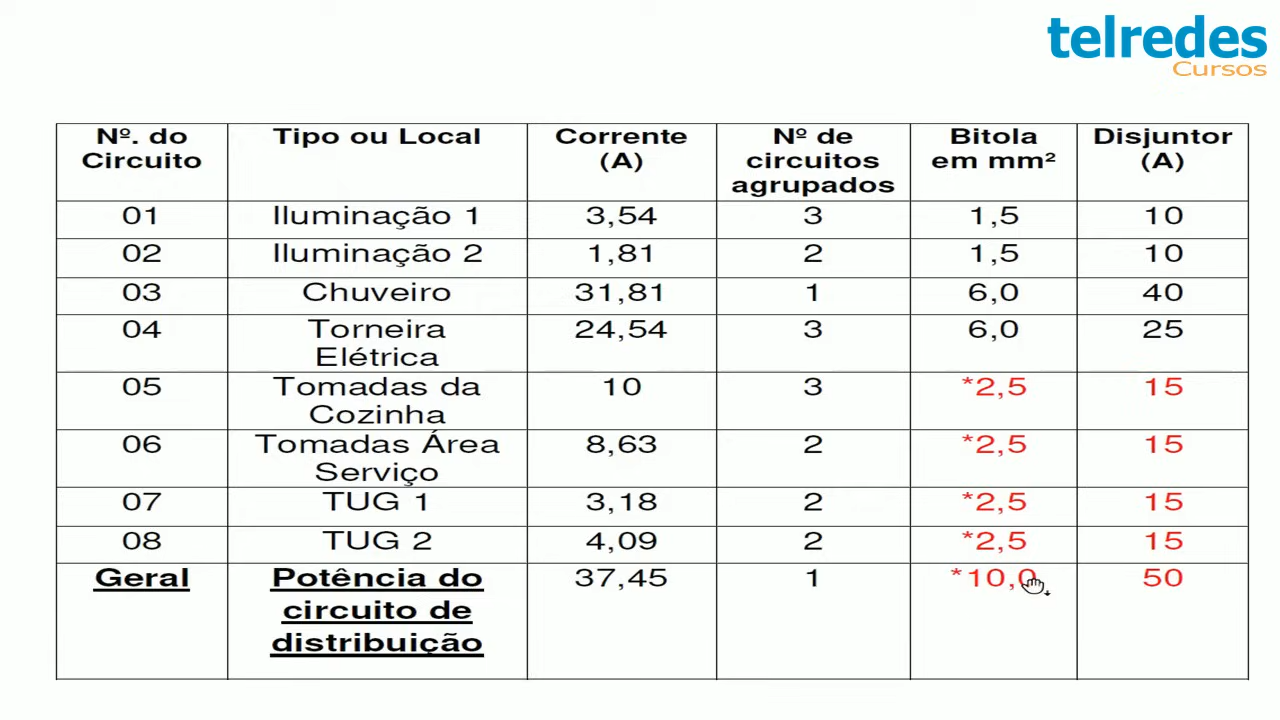 telredes
Cursos
Nº. do Circuito | Tipo ou Local | Corrente (A) | Nº de circuitos agrupados | Bitola em mm² | Disjuntor (A)
01 | Iluminação 1 | 3,54 | 3 | 1,5 | 10
02 | Iluminação 2 | 1,81 | 2 | 1,5 | 10
03 | Chuveiro | 31,81 | 1 | 6,0 | 40
04 | Torneira Elétrica | 24,54 | 3 | 6,0 | 25
05 | Tomadas da Cozinha | 10 | 3 | *2,5 | 15
06 | Tomadas Área Serviço | 8,63 | 2 | *2,5 | 15
07 | TUG 1 | 3,18 | 2 | *2,5 | 15
08 | TUG 2 | 4,09 | 2 | *2,5 | 15
Geral | Potência do circuito de distribuição | 37,45 | 1 | *10,0 | 50